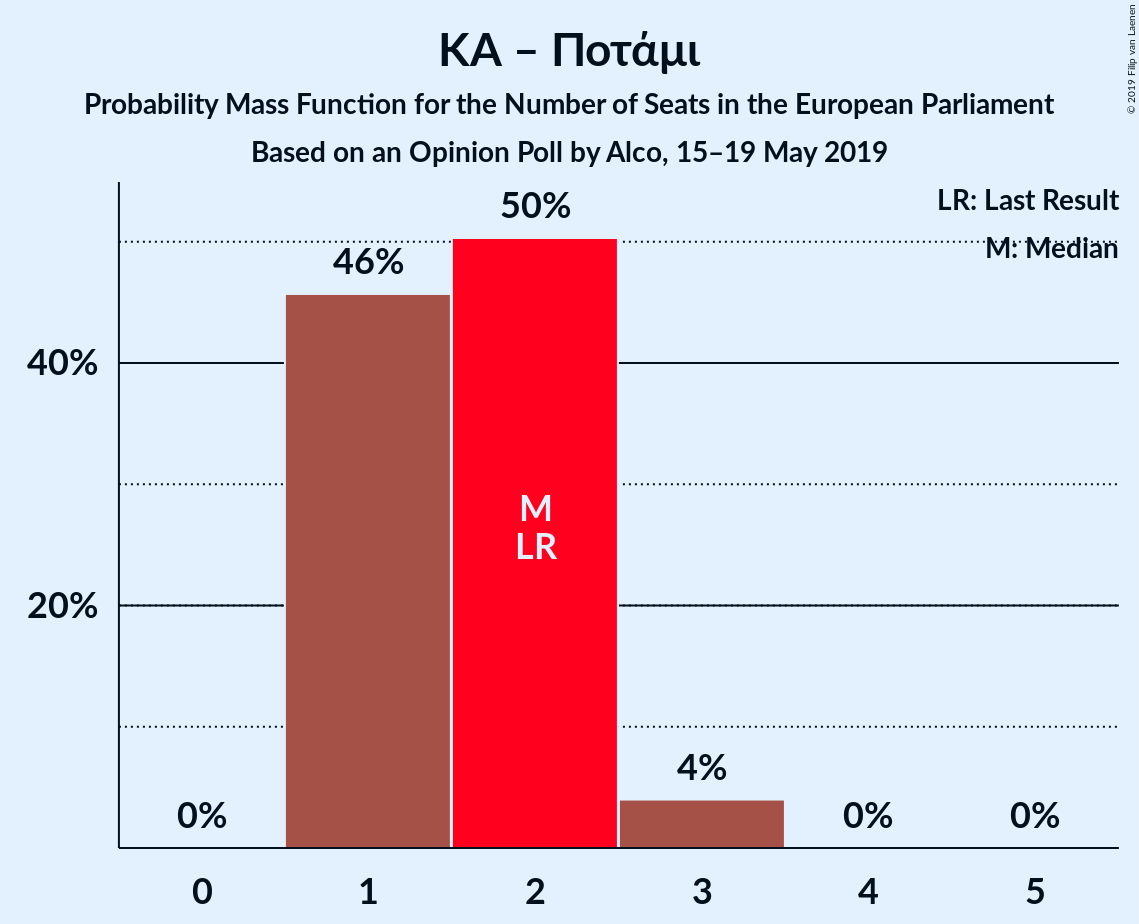 ΚΑ – Ποτάμι
Probability Mass Function for the Number of Seats in the European Parliament
Based on an Opinion Poll by Alco, 15–19 May 2019
© 2019 Filip van Laenen
LR: Last Result
M: Median
50%
46%
40%
M
LR
20%
4%
0%
0%
0%
0
1
2
3
4
5